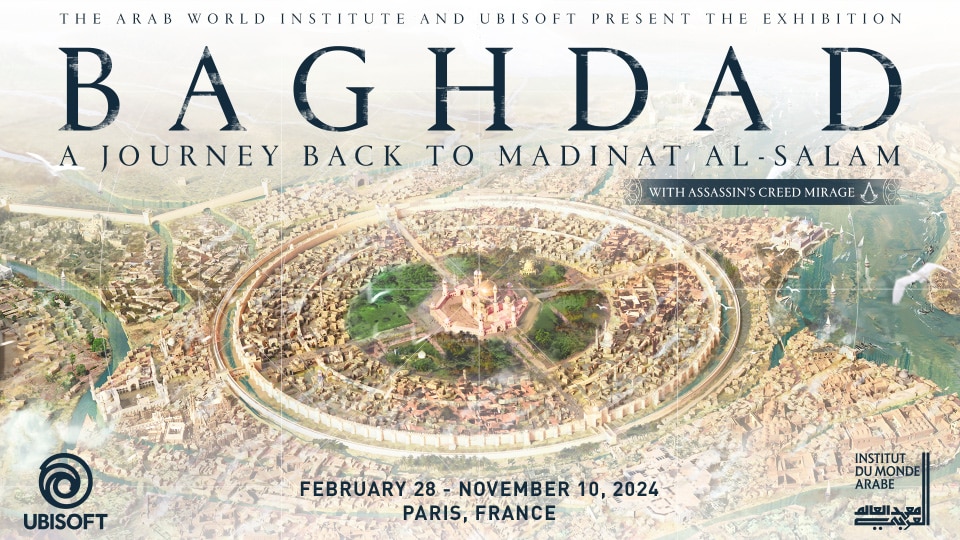 THE ARAB WORLD INSTITUTE AND UBISOFT PRESENT THE EXHIBITION
BAGHDAD
A JOURNEY BACK TO MADINAT AL-SALAM
WITH ASSASSIN'S CREED MIRAGE
FEBRUARY 28 - NOVEMBER 10, 2024
PARIS, FRANCE
UBISOFT
INSTITUT
DU MONDE
ARABE
معهد العالم
العربي